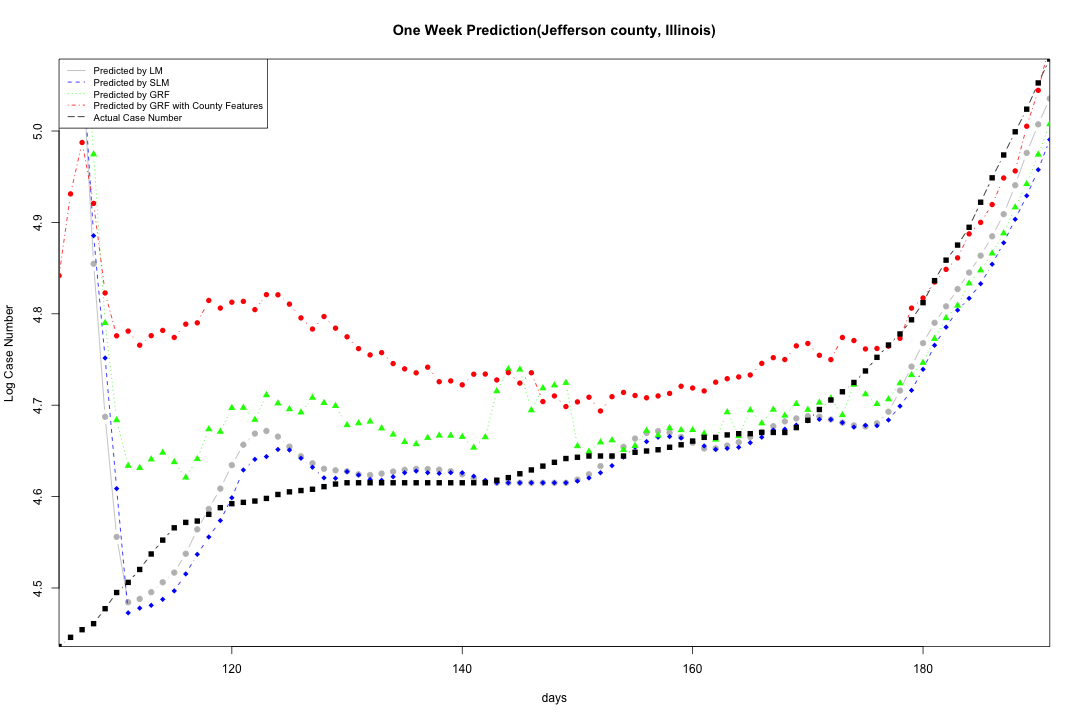 One Week Prediction(Jefferson county, Illinois)
Predicted by LM
Predicted by SLM
Predicted by GRF
Predicted by GRF with County Features
Actual Case Number
Log Case Number
5.0
4.9
4.8
4.7
4.6
4.5
120 140 160 180
days